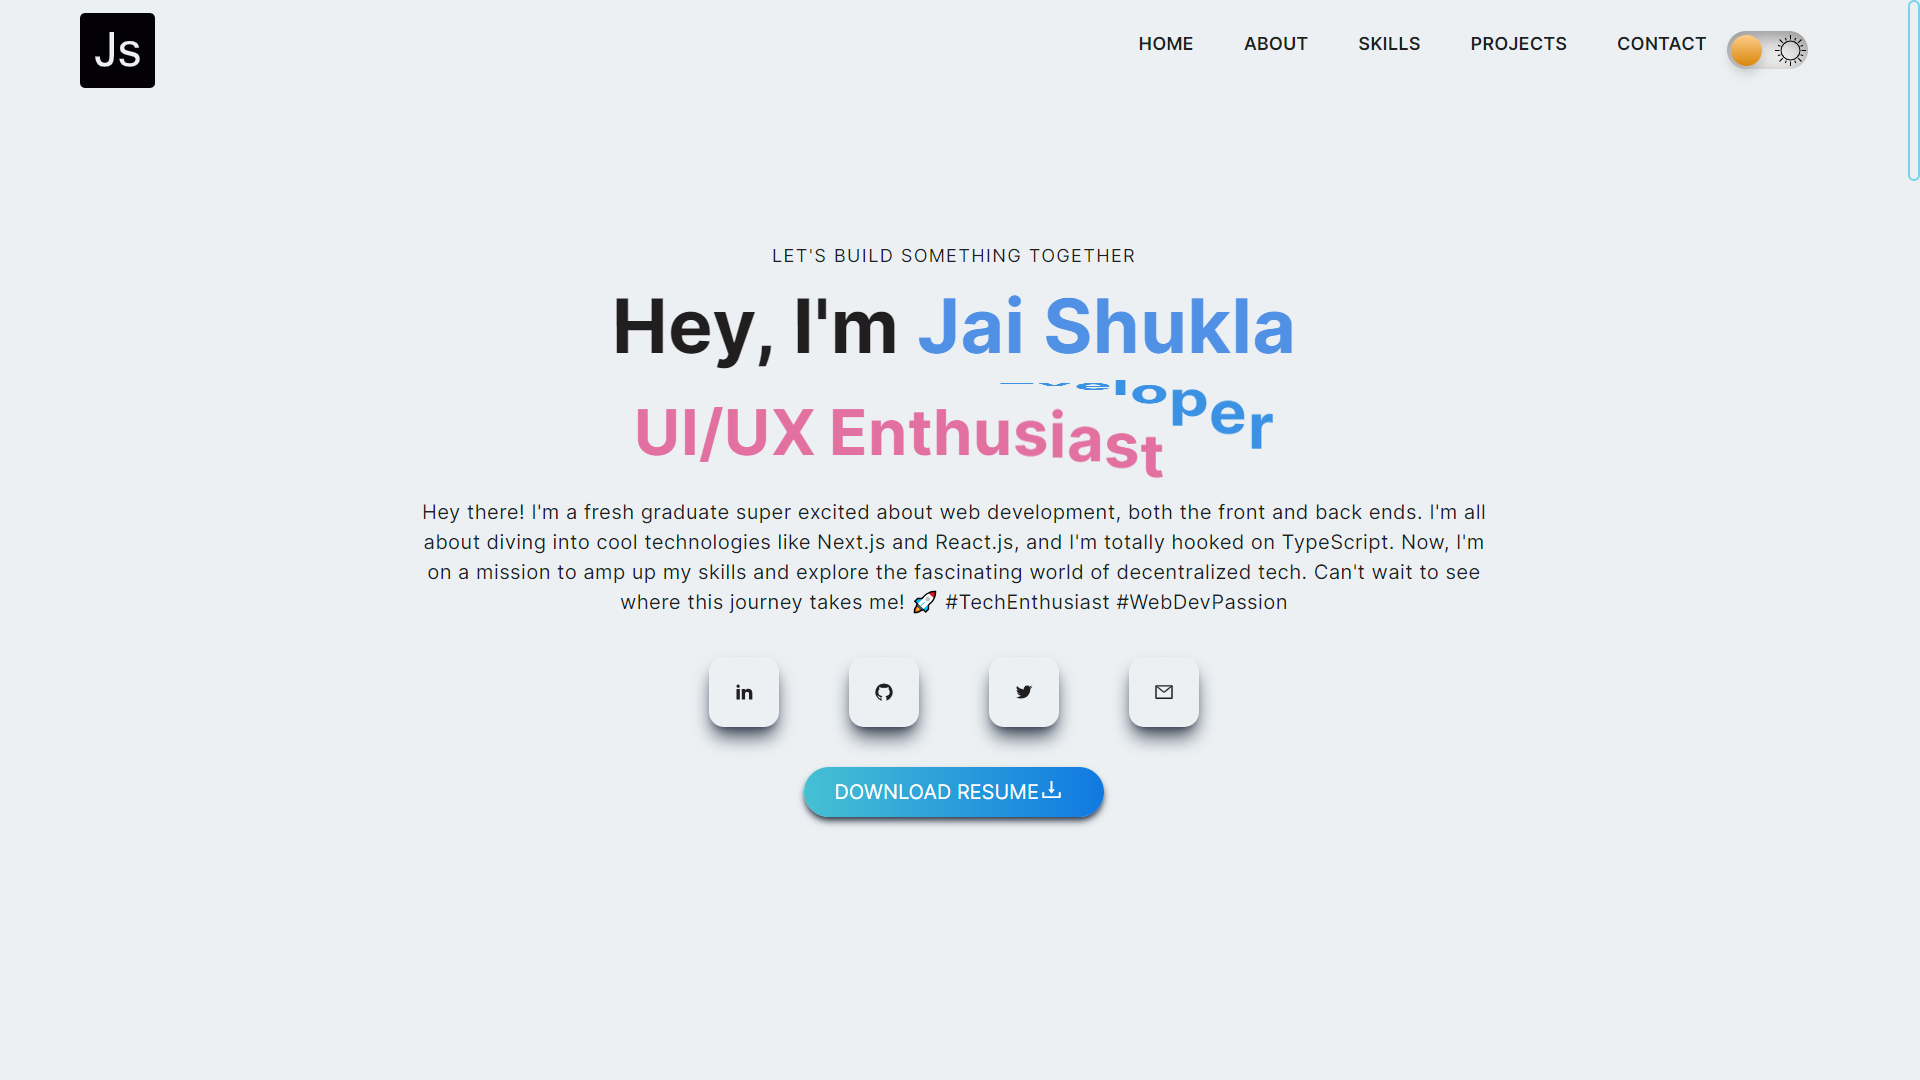 Js
HOME ABOUT SKILLS PROJECTS CONTACT
LET'S BUILD SOMETHING TOGETHER
Hey, I'm Jai Shukla
UI/UX Enthusiast
Hey there! I'm a fresh graduate super excited about web development, both the front and back ends. I'm all
about diving into cool technologies like Next.js and React.js, and I'm totally hooked on TypeScript. Now, I'm
on a mission to amp up my skills and explore the fascinating world of decentralized tech. Can't wait to see
where this journey takes me! 🚀 #TechEnthusiast #WebDevPassion
in
DOWNLOAD RESUME